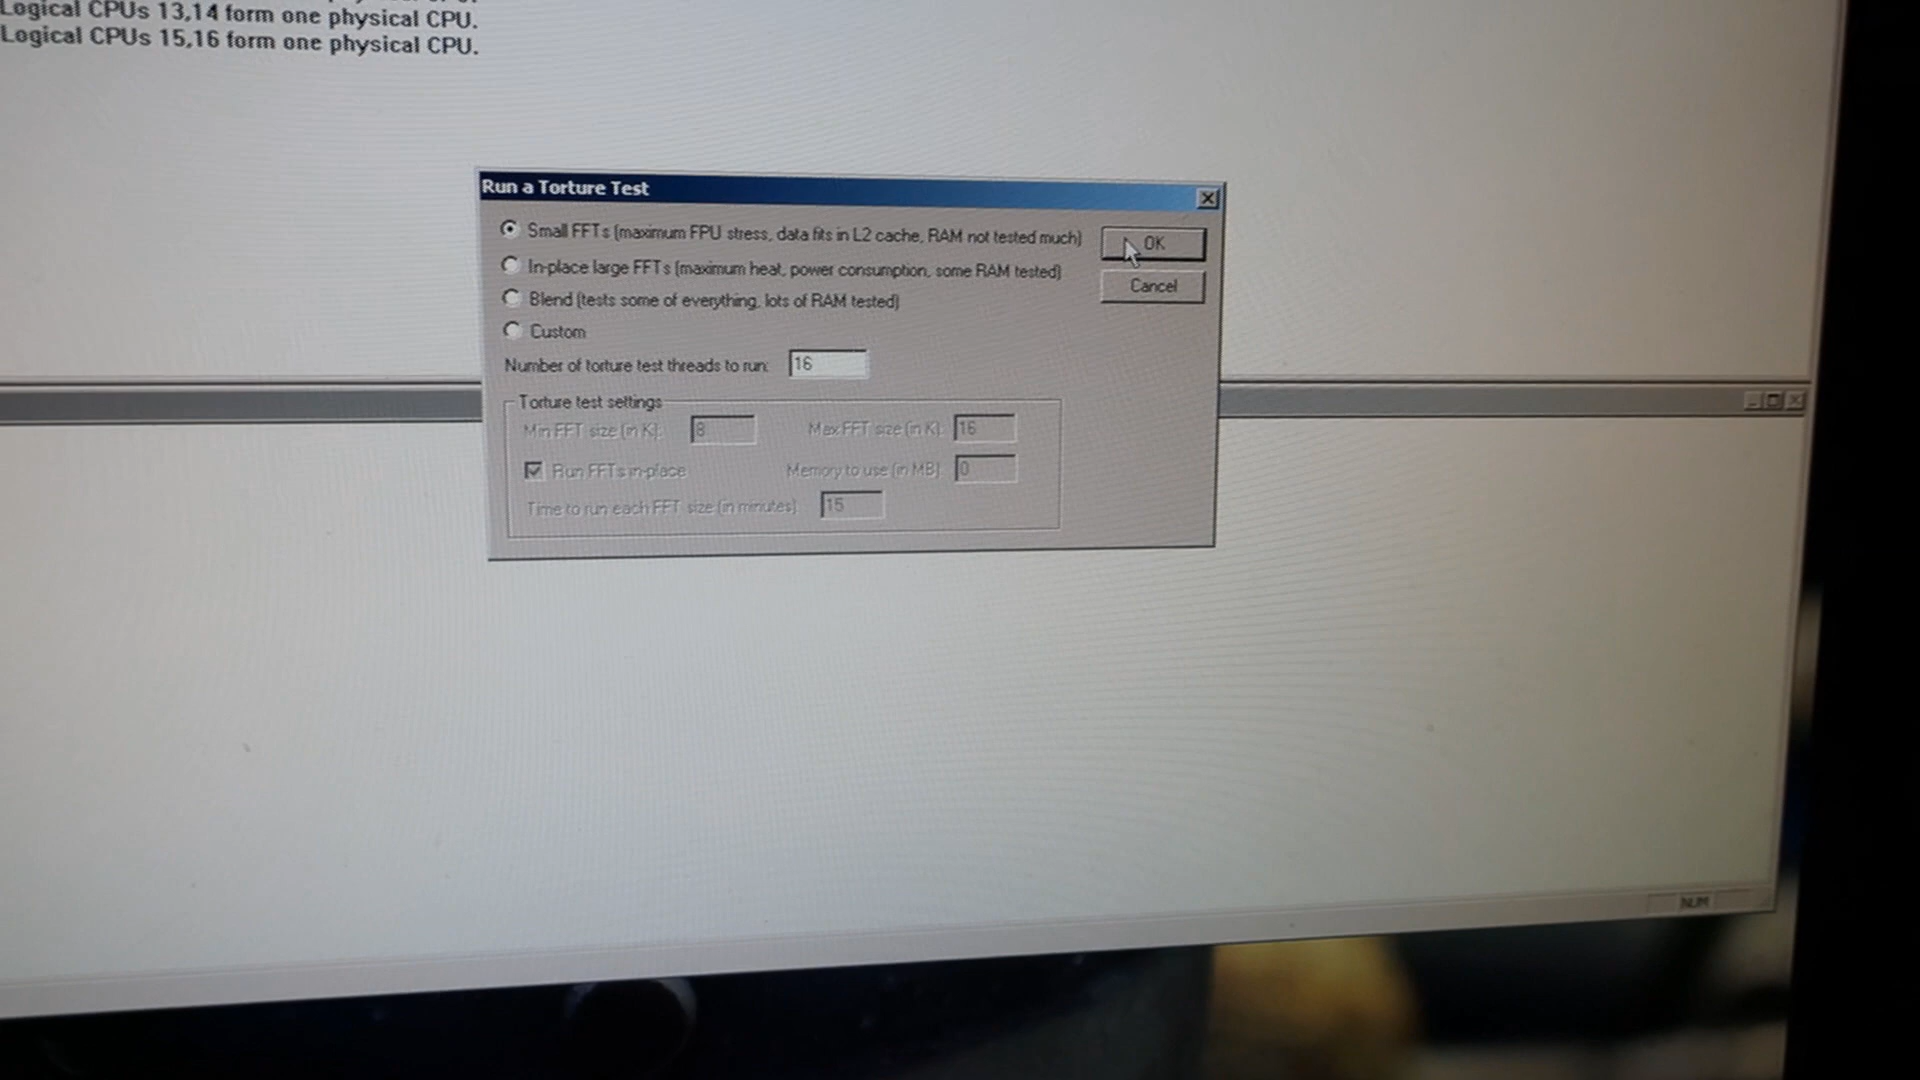 Logical CPUs 13,14 form one physical CPU.
Logical CPUs 15,16 form one physical CPU.
Run a Torture Test
Small FFTs (maximum FPU stress, data fits in L2 cache, RAM not tested much)
OK
In-place large FFTs (maximum heat, power consumption, some RAM tested)
Cancel
Blend (tests some of everything, lots of RAM tested)
Custom
Number of torture test threads to run: 16
Torture test settings
Min FFT size (in K): 8 Max FFT size (in K): 16
Run FFTs in-place Memory to use (in MB): 0
Time to run each FFT size (in minutes): 15
NUM